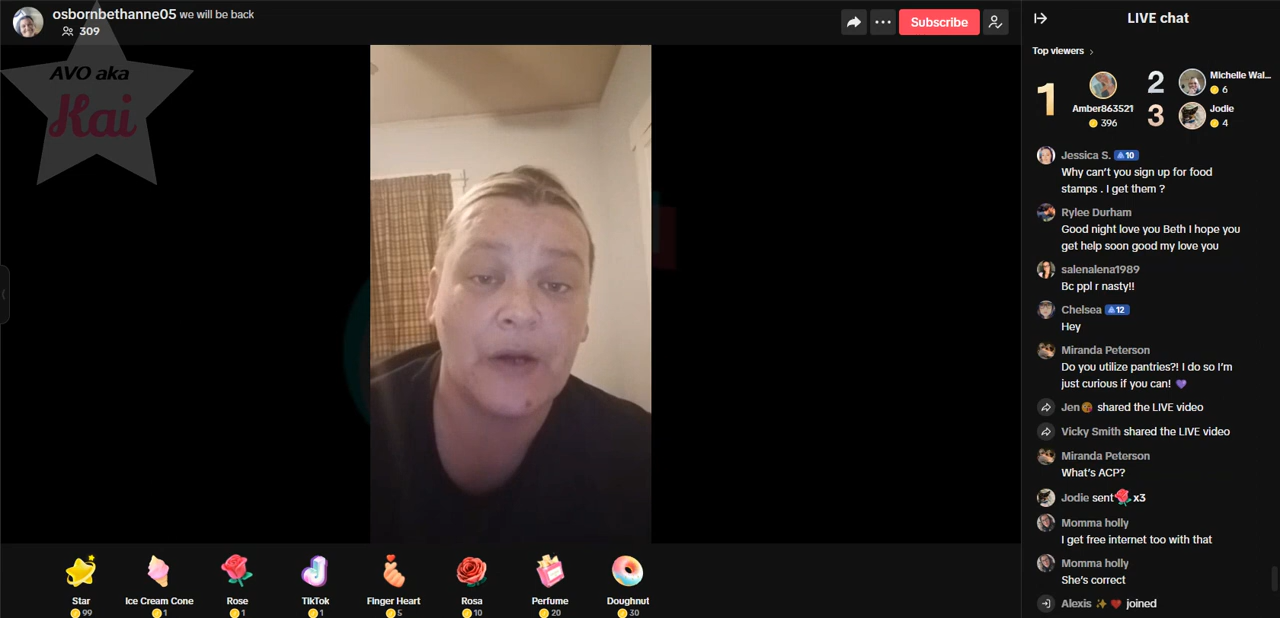 osbornbethanne05 we will be back
309
Subscribe
AVO aka
Kai
LIVE chat
Top viewers
1
Amber863521
396
2
Michelle Wal...
6
3
Jodie
4
Jessica S. 10
Why can't you sign up for food
stamps . I get them ?
Rylee Durham
Good night love you Beth I hope you
get help soon good my love you
salenalena1989
Bc ppl r nasty!!
Chelsea 12
Hey
Miranda Peterson
Do you utilize pantries?! I do so I'm
just curious if you can! 💜
Jen shared the LIVE video
Vicky Smith shared the LIVE video
Miranda Peterson
What's ACP?
Jodie sent 🌹 x3
Momma holly
I get free internet too with that
Momma holly
She's correct
Alexis ✨ ❤️ joined
Star
99
Ice Cream Cone
1
Rose
1
TikTok
1
Finger Heart
5
Rosa
10
Perfume
20
Doughnut
30